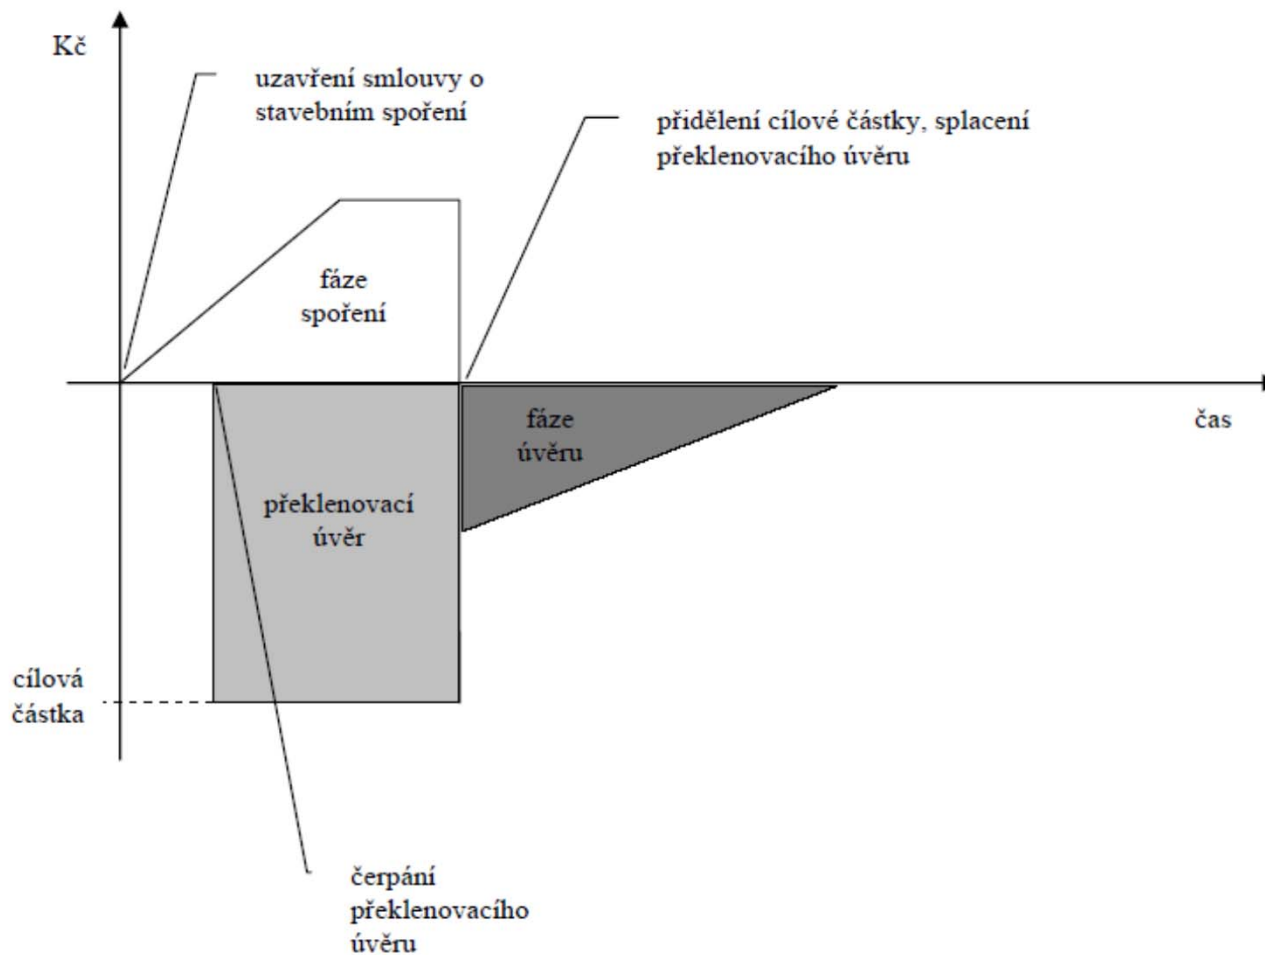 Kč
uzavření smlouvy o
stavebním spoření
přidělení cílové částky, splacení
překlenovacího úvěru
fáze
spoření
čas
fáze
úvěru
překlenovací
úvěr
cílová
částka
čerpání
překlenovacího
úvěru